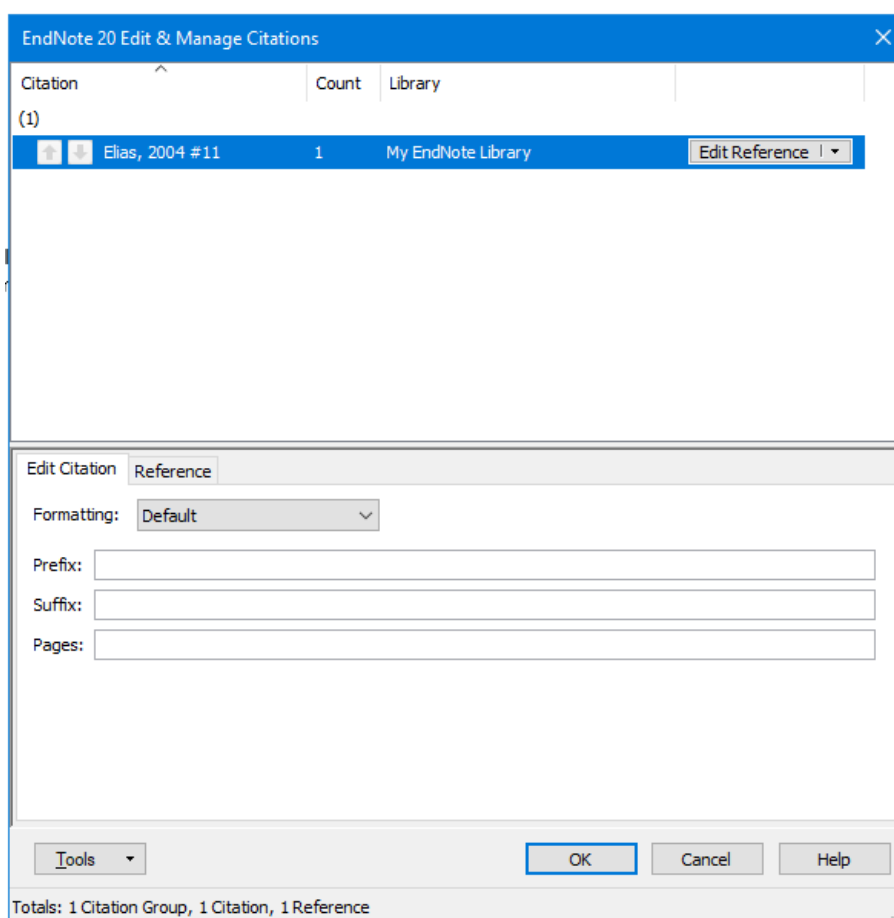 EndNote 20 Edit & Manage Citations
Citation Count Library
(1)
Elias, 2004 #11 1 My EndNote Library Edit Reference
Edit Citation Reference
Formatting: Default
Prefix:
Suffix:
Pages:
Tools OK Cancel Help
Totals: 1 Citation Group, 1 Citation, 1 Reference